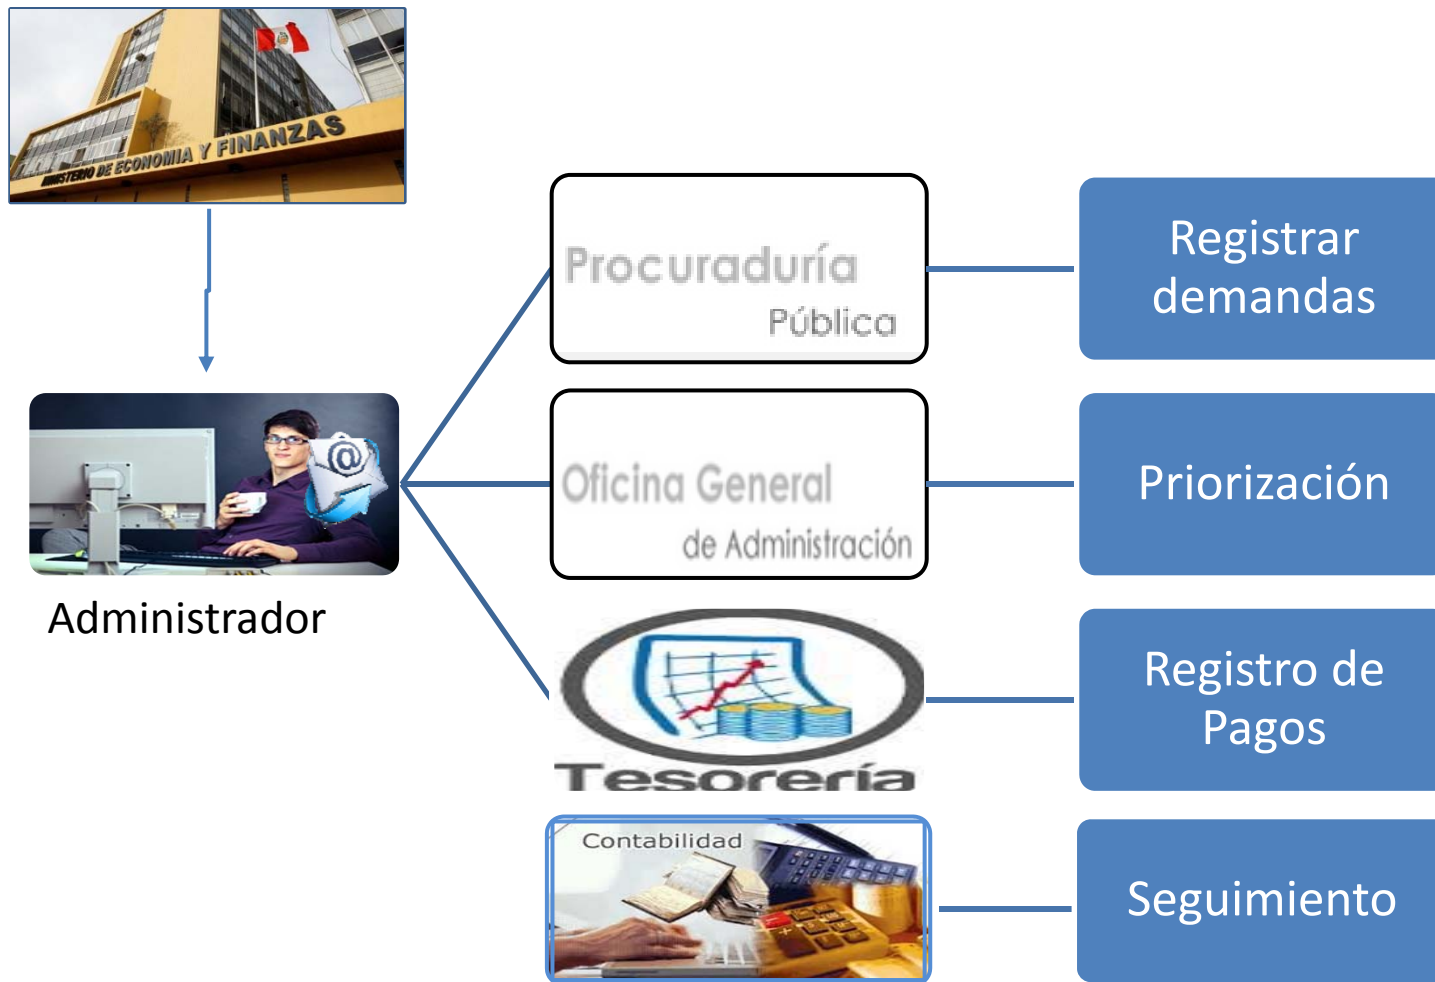 MINISTERIO DE ECONOMIA Y FINANZAS
Procuraduría
Pública
Registrar
demandas
@
Oficina General
de Administración
Priorización
Administrador
Tesorería
Registro de
Pagos
Contabilidad
Seguimiento